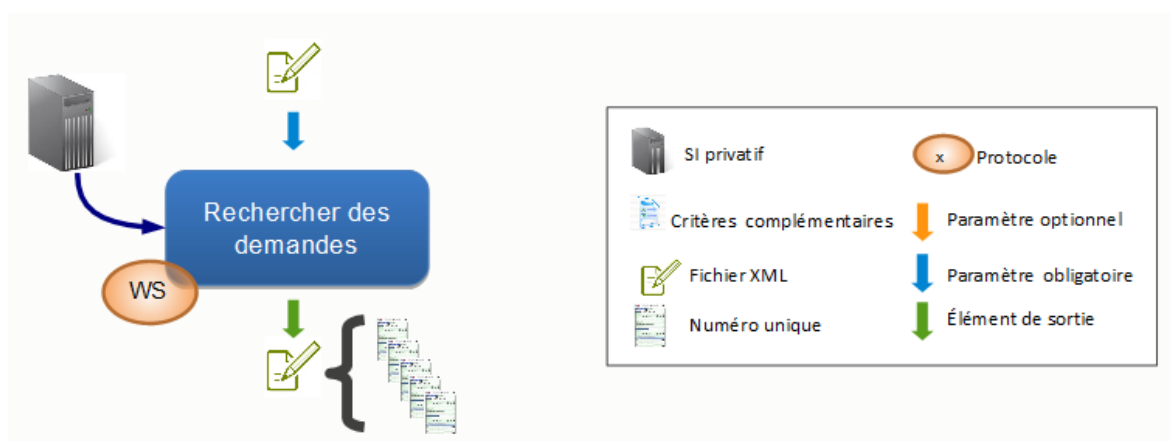 Rechercher des
demandes
WS
SI privatif
x Protocole
Critères complémentaires
Paramètre optionnel
Fichier XML
Paramètre obligatoire
Numéro unique
Élément de sortie